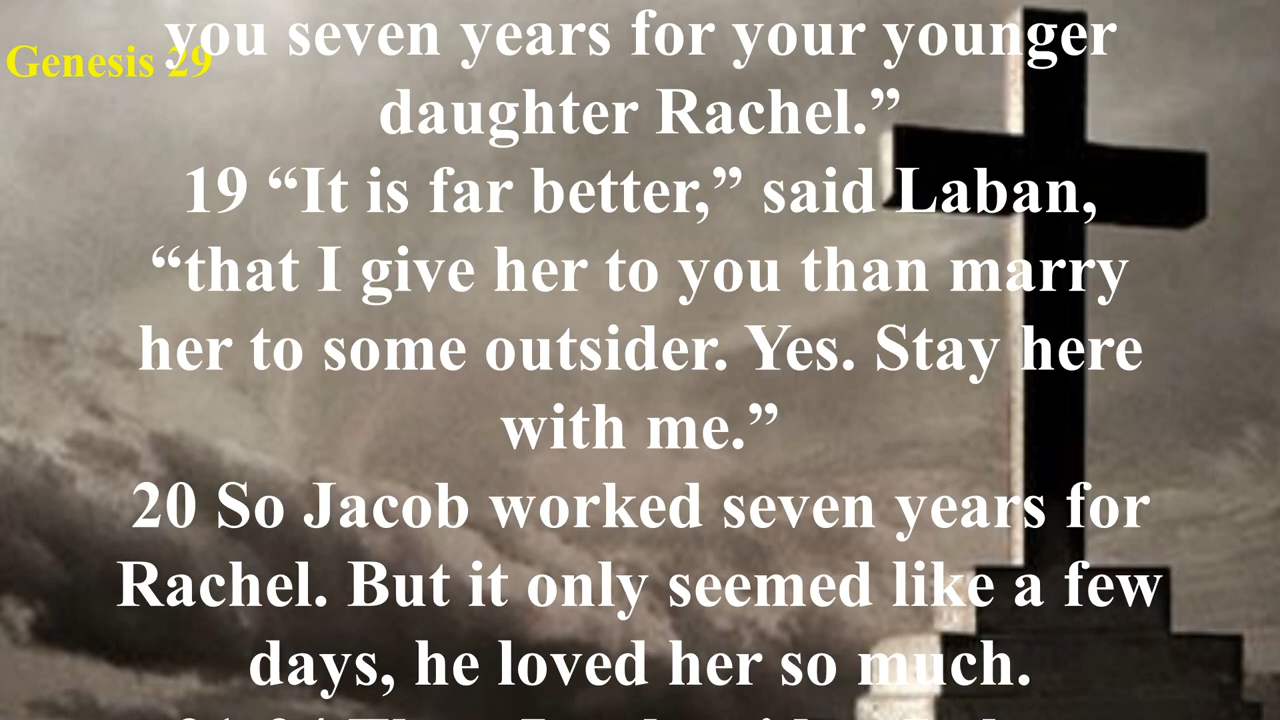 Genesis 29
you seven years for your younger
daughter Rachel.”
19 “It is far better,” said Laban,
“that I give her to you than marry
her to some outsider. Yes. Stay here
with me.”
20 So Jacob worked seven years for
Rachel. But it only seemed like a few
days, he loved her so much.